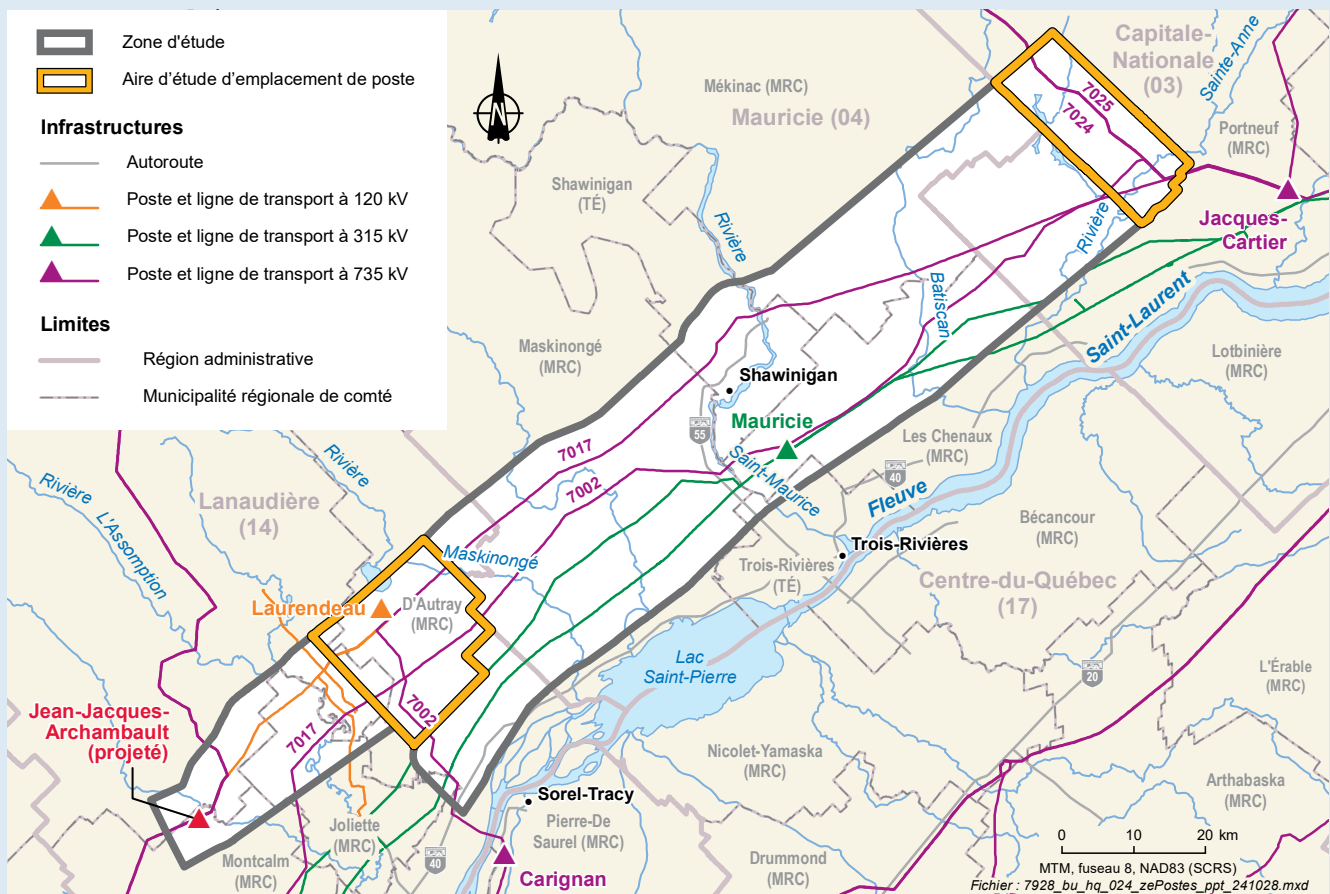 Zone d'étude
Aire d'étude d'emplacement de poste
Infrastructures
Autoroute
Poste et ligne de transport à 120 kV
Poste et ligne de transport à 315 kV
Poste et ligne de transport à 735 kV
Limites
Région administrative
Municipalité régionale de comté
N
Mékinac (MRC)
Mauricie (04)
Capitale-
Nationale
(03)
Sainte-Anne
7025
7024
Portneuf
(MRC)
Jacques-
Cartier
Rivière
Shawinigan
(TÉ)
Rivière
Batiscan
Saint-Laurent
Lotbinière
(MRC)
Maskinongé
(MRC)
Shawinigan
Mauricie
55
Saint-Maurice
Les Chenaux
(MRC)
40
Fleuve
7017
7002
Rivière
Rivière
L'Assomption
Lanaudière
(14)
Maskinongé
Bécancour
(MRC)
Trois-Rivières
Trois-Rivières
(TÉ)
Centre-du-Québec
(17)
Laurendeau
D'Autray
(MRC)
Lac
Saint-Pierre
20
L'Érable
(MRC)
7002
7017
Jean-Jacques-
Archambault
(projeté)
Nicolet-Yamaska
(MRC)
Arthabaska
(MRC)
Sorel-Tracy
Pierre-De
Saurel (MRC)
Joliette
(MRC)
40
Montcalm
(MRC)
Carignan
Drummond
(MRC)
0 10 20 km
MTM, fuseau 8, NAD83 (SCRS)
Fichier : 7928_bu_hq_024_zePostes_ppt_241028.mxd